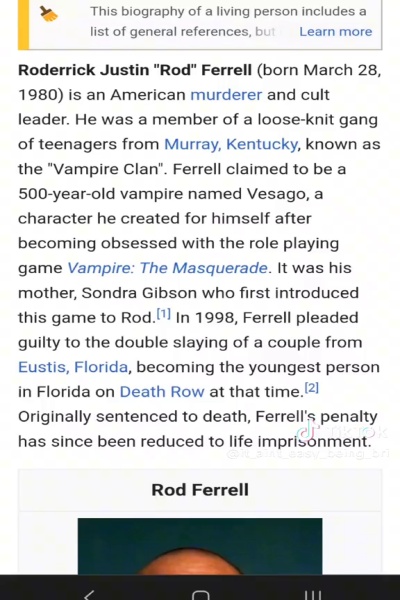 This biography of a living person includes a
list of general references, but Learn more
Roderrick Justin "Rod" Ferrell (born March 28,
1980) is an American murderer and cult
leader. He was a member of a loose-knit gang
of teenagers from Murray, Kentucky, known as
the "Vampire Clan". Ferrell claimed to be a
500-year-old vampire named Vesago, a
character he created for himself after
becoming obsessed with the role playing
game Vampire: The Masquerade. It was his
mother, Sondra Gibson who first introduced
this game to Rod.[1] In 1998, Ferrell pleaded
guilty to the double slaying of a couple from
Eustis, Florida, becoming the youngest person
in Florida on Death Row at that time.[2]
Originally sentenced to death, Ferrell's penalty
has since been reduced to life imprisonment.
TikTok
Rod Ferrell